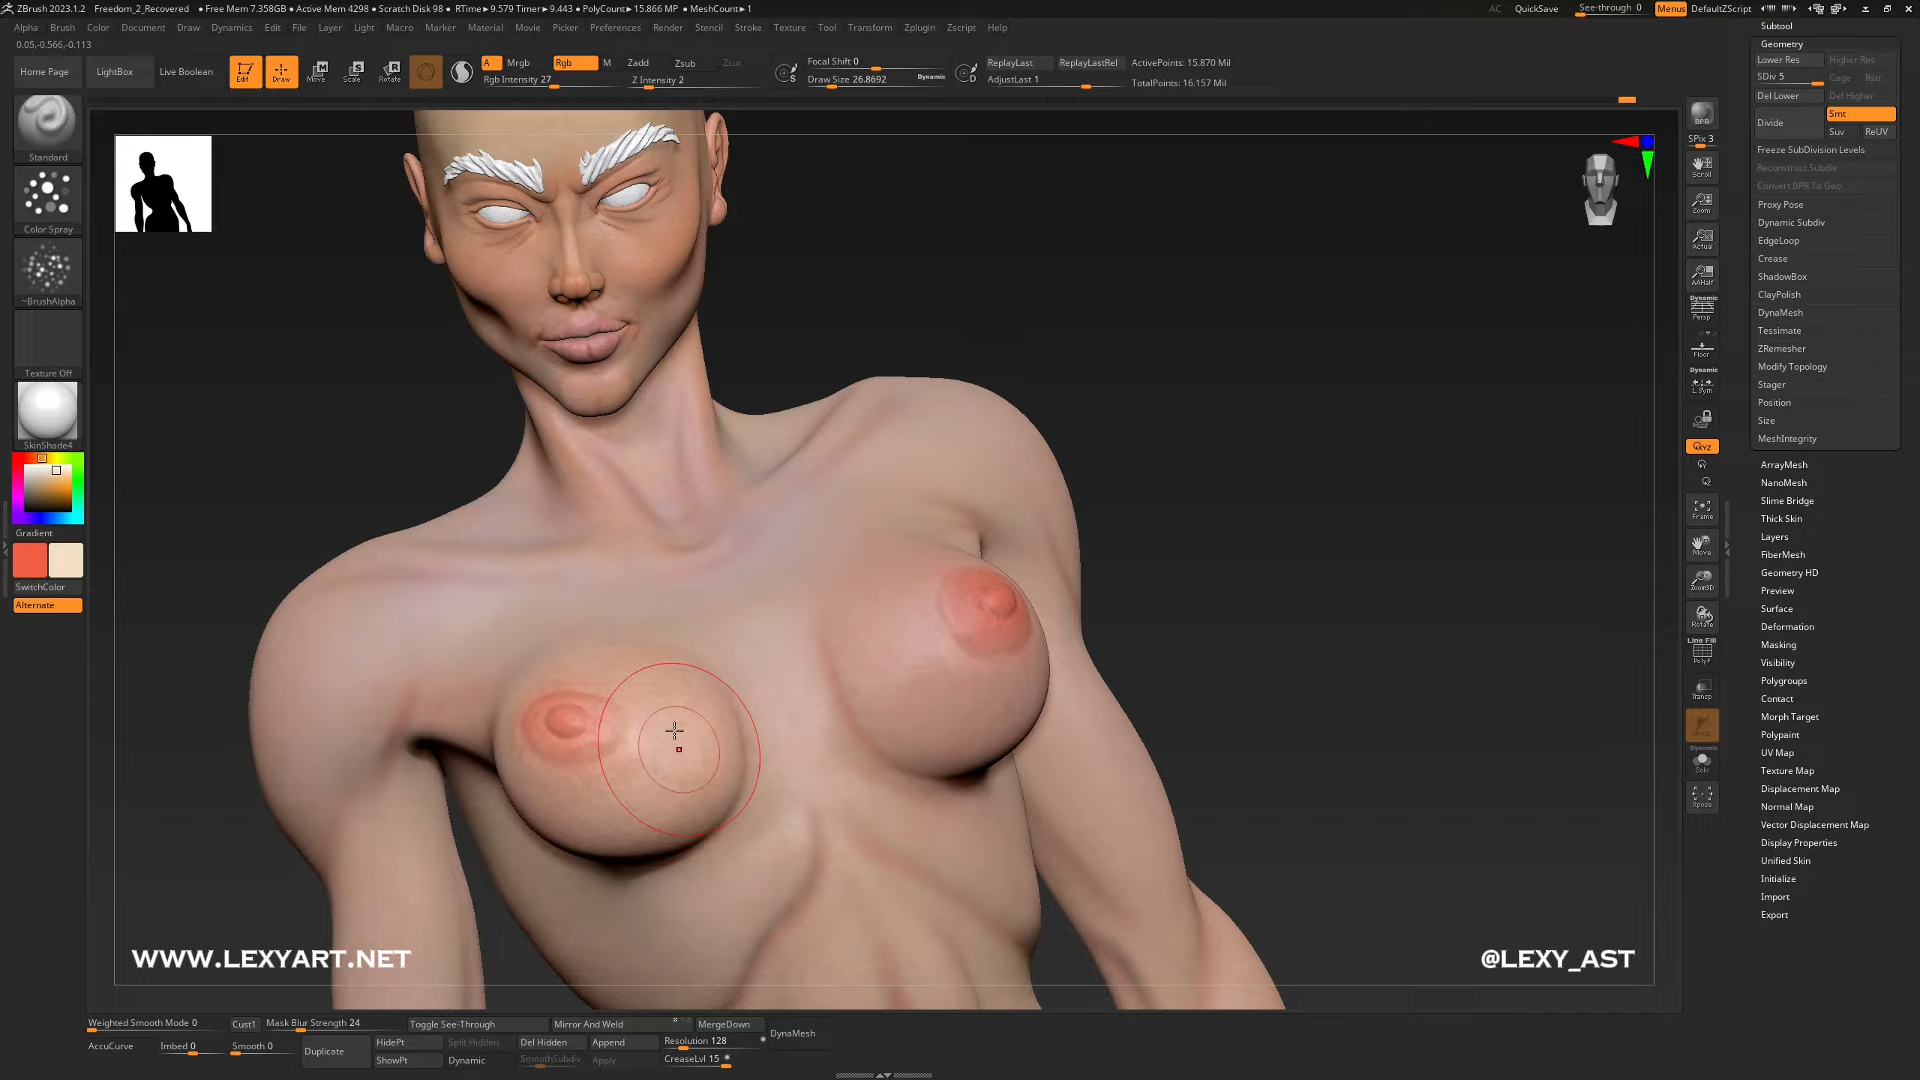 ZBrush 2023.1.2 Freedom_2_Recovered • Free Mem 7.358GB • Active Mem 4298 • Scratch Disk 98 • RTime▸9.579 Timer▸9.443 • PolyCount▸15.866 MP • MeshCount▸1 AC QuickSave See-through 0 Menus DefaultZScript
Alpha Brush Color Document Draw Dynamics Edit File Layer Light Macro Marker Material Movie Picker Preferences Render Stencil Stroke Texture Tool Transform Zplugin Zscript Help
0.05,-0.566,-0.113
Home Page LightBox Live Boolean Edit Draw Move Scale Rotate A Mrgb Rgb M Zadd Zsub Zcut Focal Shift 0 ReplayLast ReplayLastRel ActivePoints: 15.870 Mil
Rgb Intensity 27 Z Intensity 2 S Draw Size 26.8692 Dynamic D AdjustLast 1 TotalPoints: 16.157 Mil
Standard
Color Spray
~BrushAlpha
Texture Off
SkinShade4
Gradient
SwitchColor
Alternate
BPR
SPix 3
Scroll
Zoom
Actual
AAHalf
Dynamic
Persp
Floor
Dynamic
L.Sym
XYZ
Frame
Move
Zoom3D
Rotate
Line Fill
PolyF
Transp
Ghost
Dynamic
Solo
Xpose
Subtool
Geometry
Lower Res Higher Res
SDiv 5 Cage Rstr
Del Lower Del Higher
Divide Smt
Suv ReUV
Freeze SubDivision Levels
Reconstruct Subdiv
Convert BPR To Geo
Proxy Pose
Dynamic Subdiv
EdgeLoop
Crease
ShadowBox
ClayPolish
DynaMesh
Tessimate
ZRemesher
Modify Topology
Stager
Position
Size
MeshIntegrity
ArrayMesh
NanoMesh
Slime Bridge
Thick Skin
Layers
FiberMesh
Geometry HD
Preview
Surface
Deformation
Masking
Visibility
Polygroups
Contact
Morph Target
Polypaint
UV Map
Texture Map
Displacement Map
Normal Map
Vector Displacement Map
Display Properties
Unified Skin
Initialize
Import
Export
WWW.LEXYART.NET @LEXY_AST
Weighted Smooth Mode 0 Cust1 Mask Blur Strength 24 Toggle See-Through Mirror And Weld MergeDown DynaMesh
AccuCurve Imbed 0 Smooth 0 Duplicate HidePt Split Hidden Del Hidden Append Resolution 128
ShowPt Dynamic SmoothSubdiv Apply CreaseLvl 15